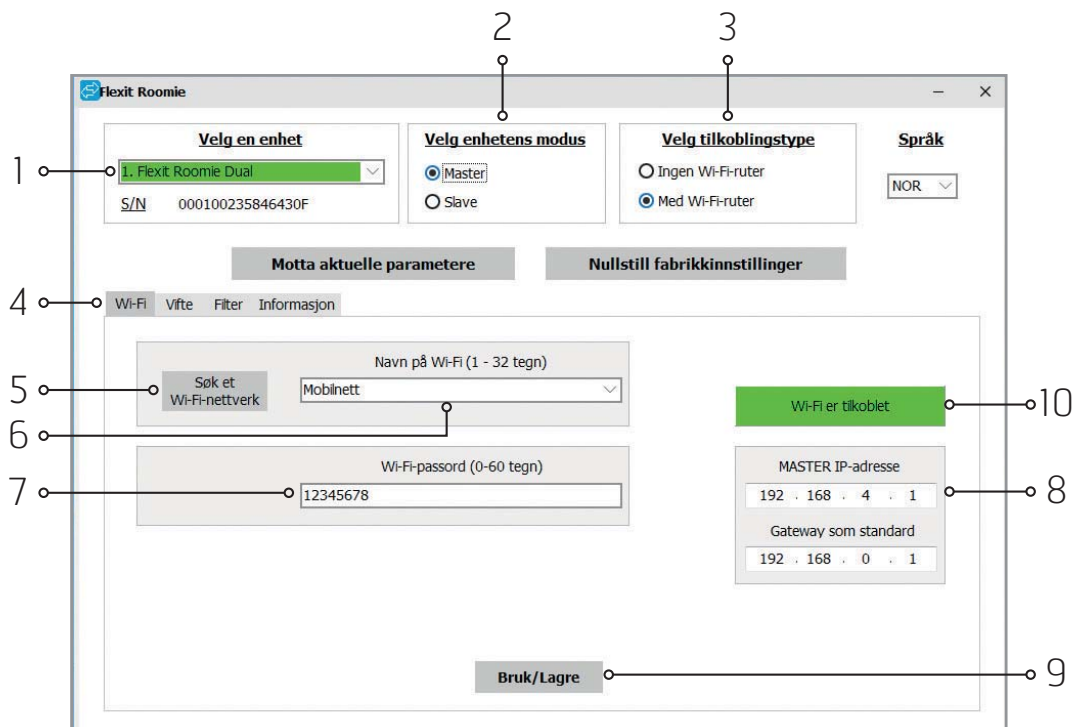 2
3
Flexit Roomie
Velg en enhet
Velg enhetens modus
Velg tilkoblingstype
Språk
1
1. Flexit Roomie Dual
Master
Ingen Wi-Fi-ruter
NOR
S/N 000100235846430F
Slave
Med Wi-Fi-ruter
Motta aktuelle parametere
Nullstill fabrikkinnstillinger
4
Wi-Fi Vifte Filter Informasjon
Navn på Wi-Fi (1 - 32 tegn)
5
Søk et
Wi-Fi-nettverk
Mobilnett
Wi-Fi er tilkoblet
10
6
Wi-Fi-passord (0-60 tegn)
MASTER IP-adresse
7
12345678
192 . 168 . 4 . 1
8
Gateway som standard
192 . 168 . 0 . 1
Bruk/Lagre
9